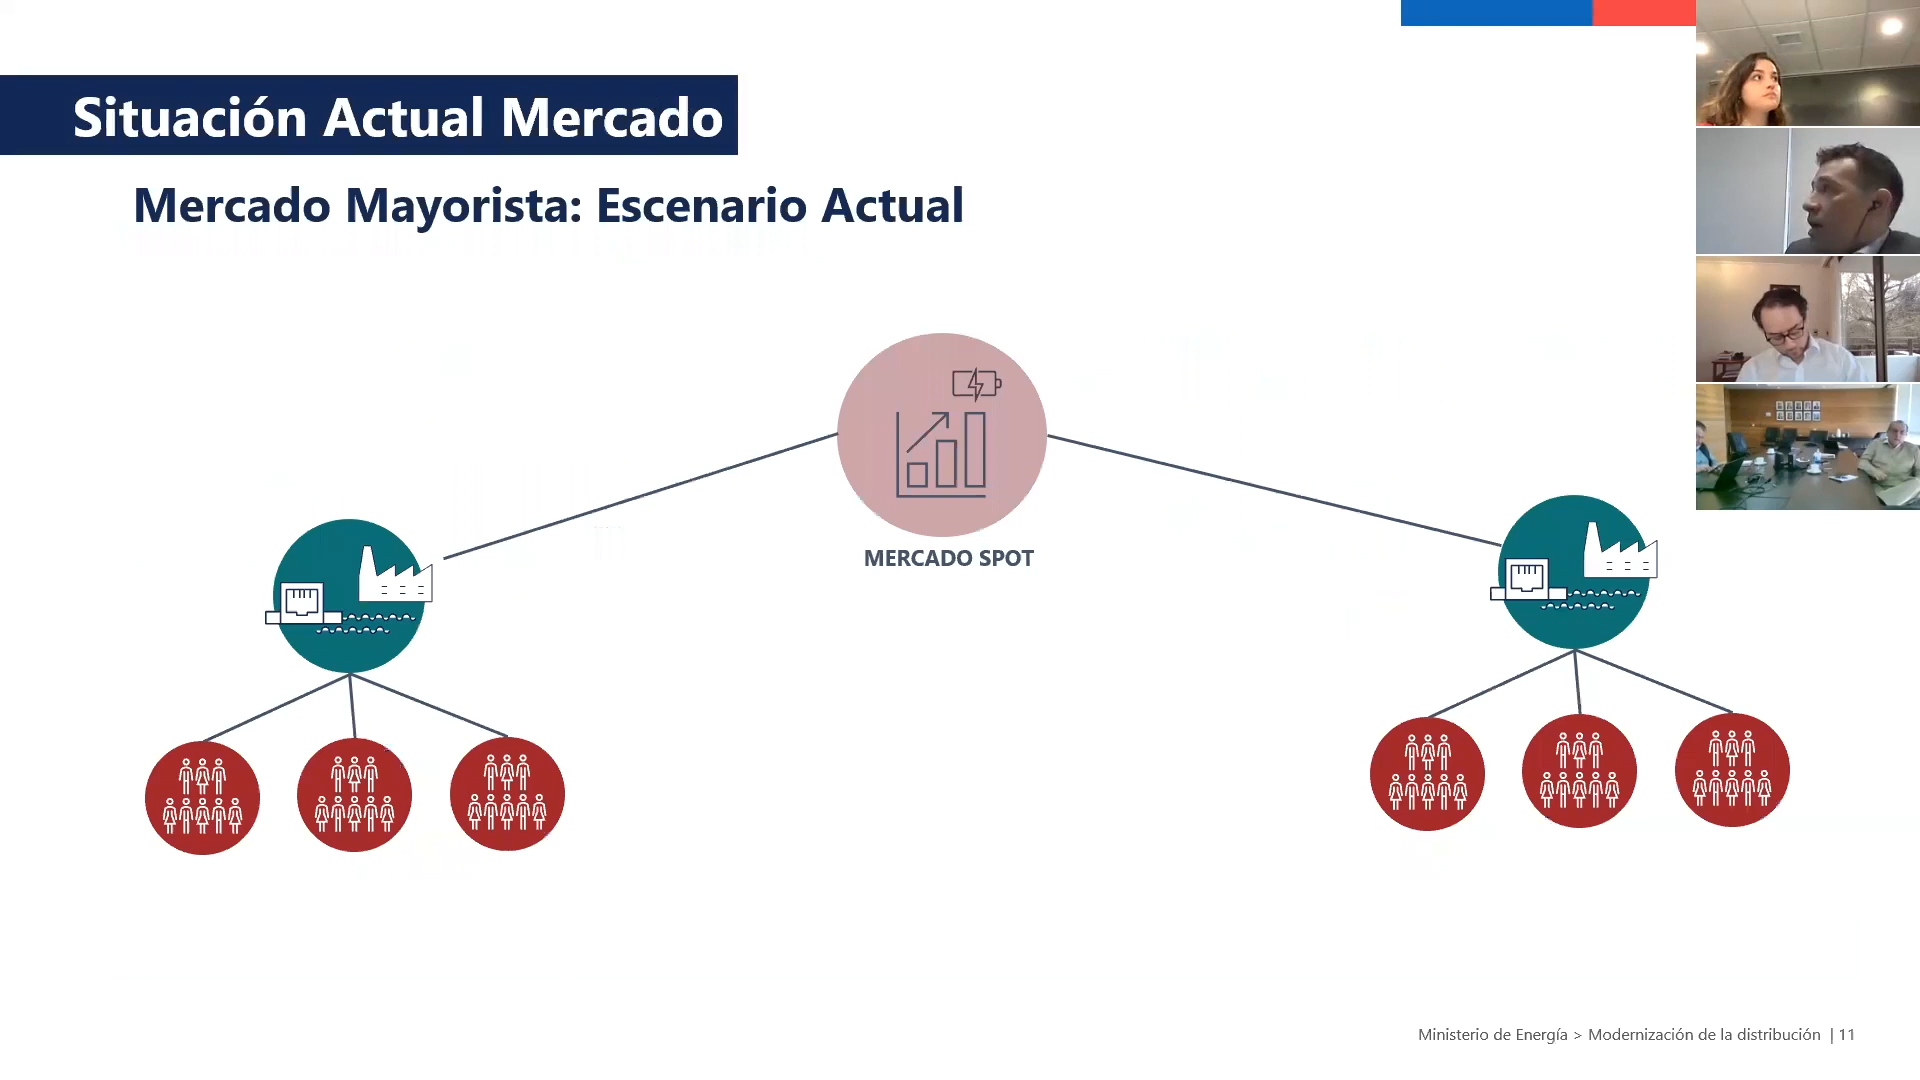 Situación Actual Mercado
Mercado Mayorista: Escenario Actual
MERCADO SPOT
Ministerio de Energía > Modernización de la distribución | 11